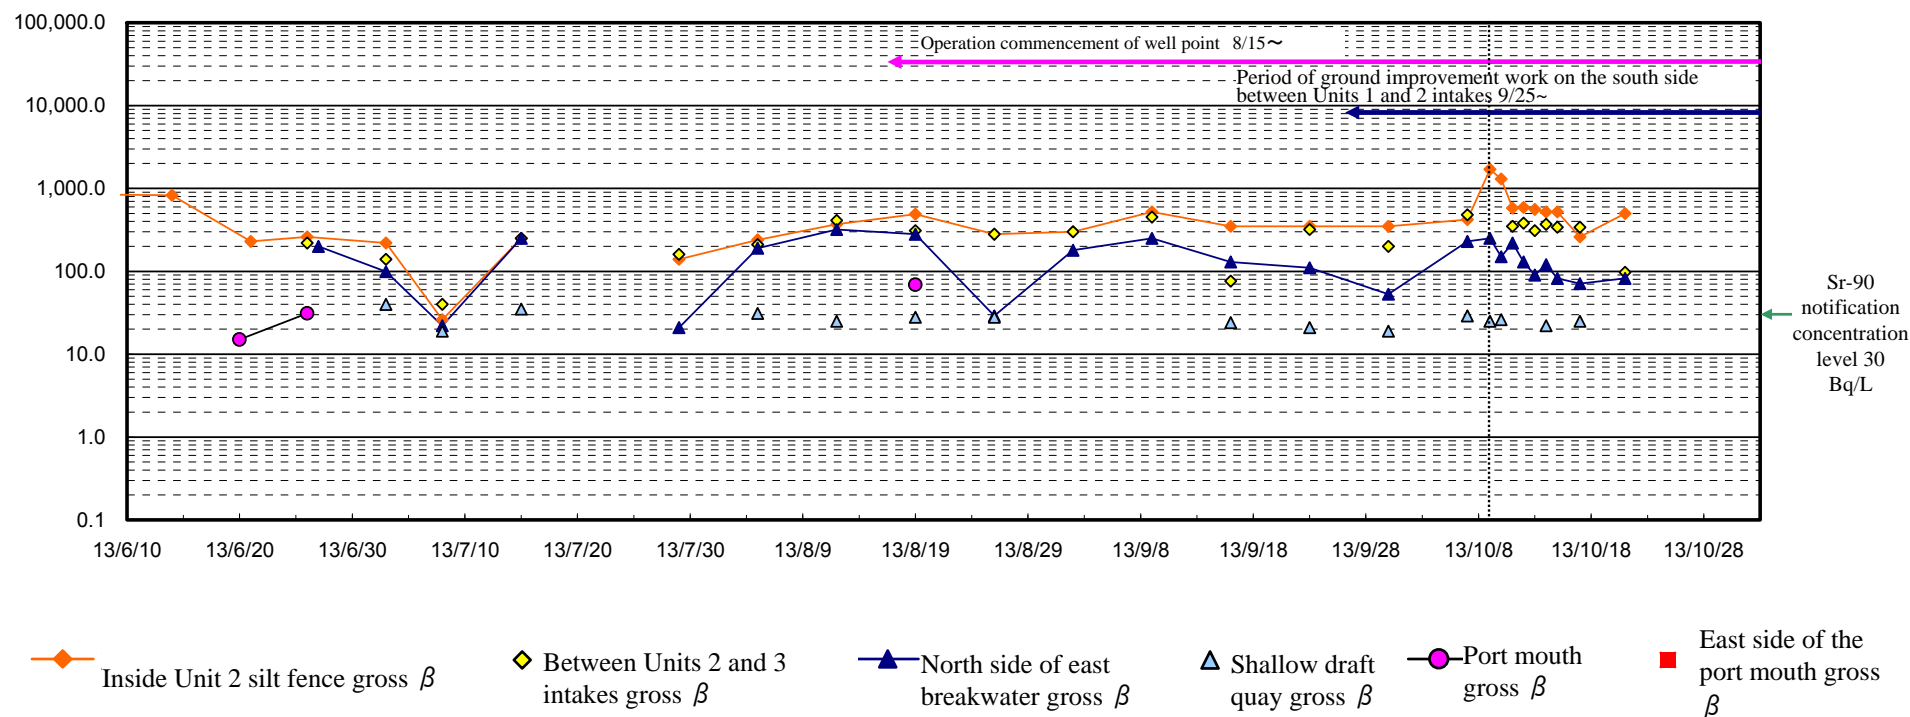 100,000.0
10,000.0
1,000.0
100.0
10.0
1.0
0.1
Operation commencement of well point 8/15～
Period of ground improvement work on the south side
between Units 1 and 2 intakes 9/25~
Sr-90
notification
concentration
level 30
Bq/L
13/6/10 13/6/20 13/6/30 13/7/10 13/7/20 13/7/30 13/8/9 13/8/19 13/8/29 13/9/8 13/9/18 13/9/28 13/10/8 13/10/18 13/10/28
Inside Unit 2 silt fence gross β
Between Units 2 and 3
intakes gross β
North side of east
breakwater gross β
Shallow draft
quay gross β
Port mouth
gross β
East side of the
port mouth gross
β